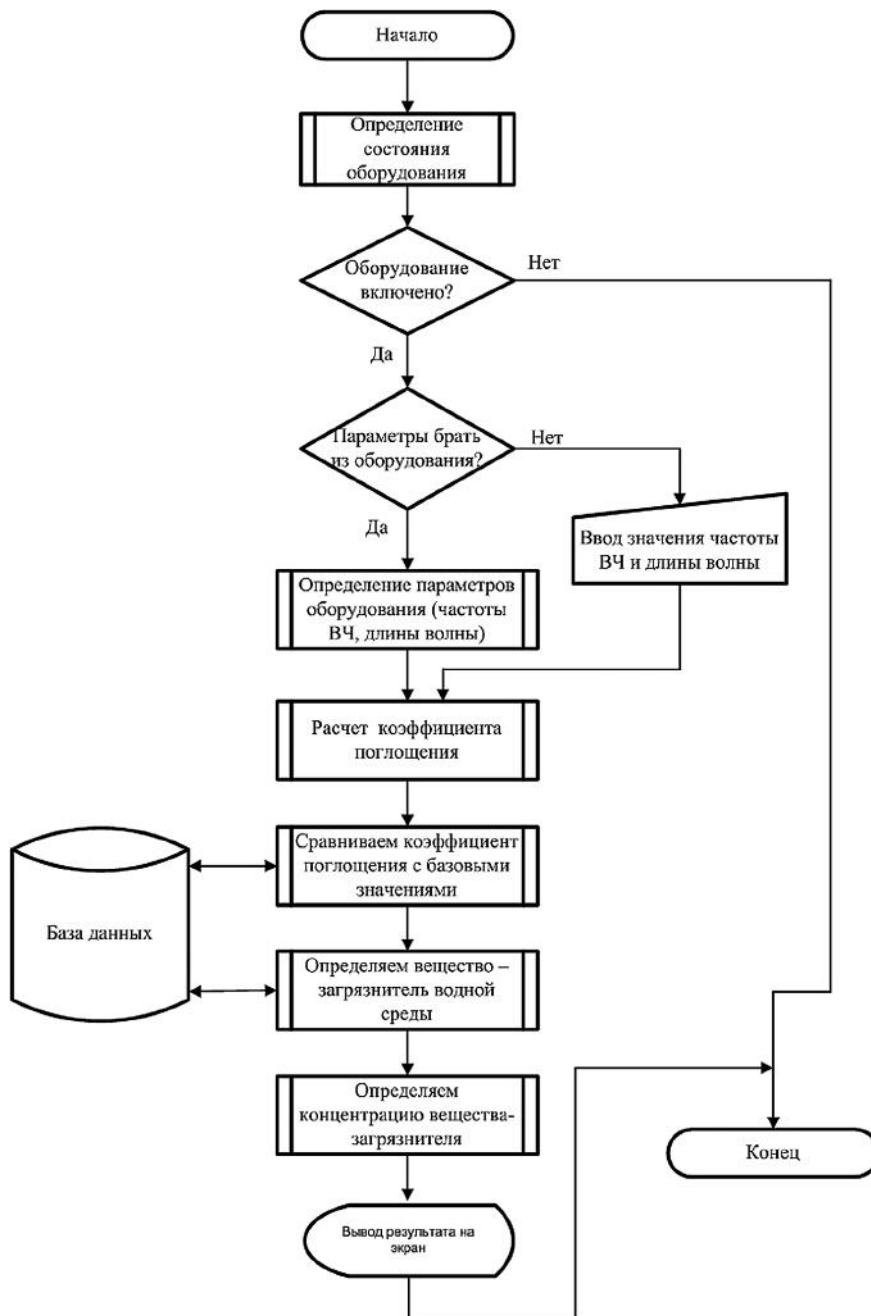 Начало
Определение
состояния
оборудования
Оборудование
включено?
Нет
Да
Параметры брать
из оборудования?
Нет
Да
Ввод значения частоты
ВЧ и длины волны
Определение параметров
оборудования (частоты
ВЧ, длины волны)
Расчет коэффициента
поглощения
Сравниваем коэффициент
поглощения с базовыми
значениями
База данных
Определяем вещество –
загрязнитель водной
среды
Определяем
концентрацию вещества-
загрязнителя
Конец
Вывод результата на
экран